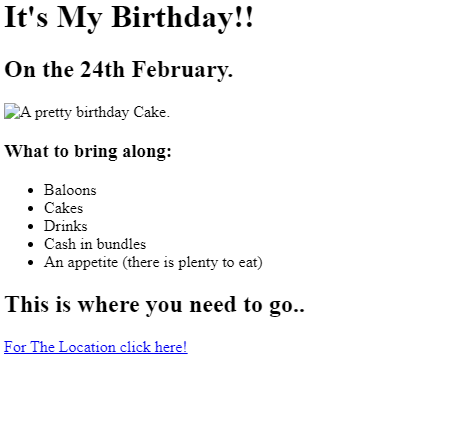 It's My Birthday!!
On the 24th February.
A pretty birthday Cake.
What to bring along:
Baloons
Cakes
Drinks
Cash in bundles
An appetite (there is plenty to eat)
This is where you need to go..
For The Location click here!